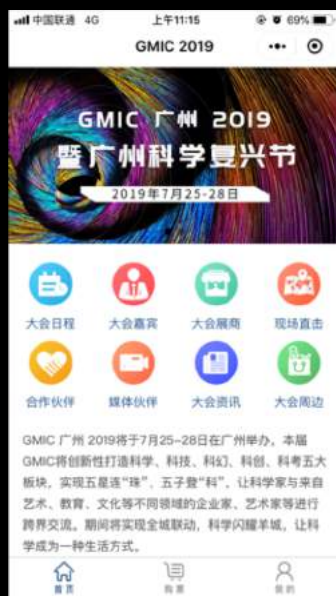 中国联通 4G 上午11:15 69%
GMIC 2019
GMIC 广州 2019
暨广州科学复兴节
2019年7月25-28日
大会日程 大会嘉宾 大会展商 现场直击
合作伙伴 媒体伙伴 大会资讯 大会周边
GMIC 广州 2019将于7月25-28日在广州举办，本届
GMIC将创新性打造科学、科技、科幻、科创、科考五大
板块，实现五星连“珠”、五子登“科”，让科学家与来自
艺术、教育、文化等不同领域的企业家、艺术家等进行
跨界交流。期间将实现全城联动，科学闪耀羊城，让科
学成为一种生活方式。
首页 购票 我的